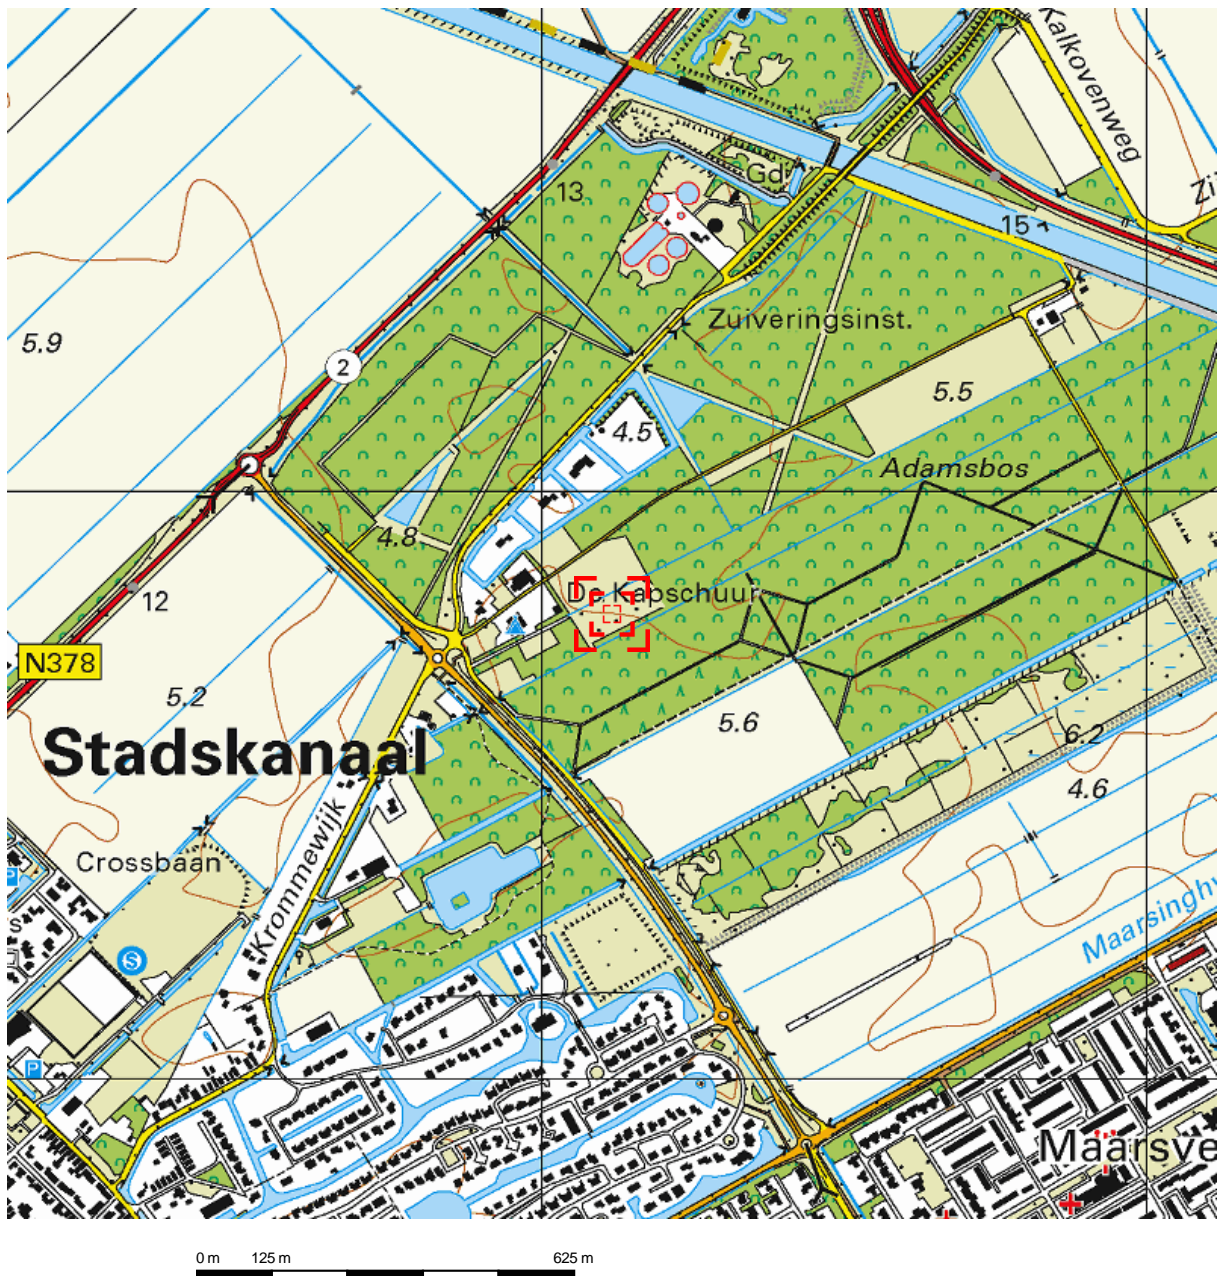 Kalkovenweg
Gd
13
15
Zuiveringsinst.
5.9
2
5.5
4.5
Adamsbos
4.8
De Kapschuur
12
N378
5.2
5.6
6.2
Stadskanaal
4.6
Krommewijk
Crossbaan
P
S
Maarsinghw
P
Maarsve
0 m 125 m 625 m